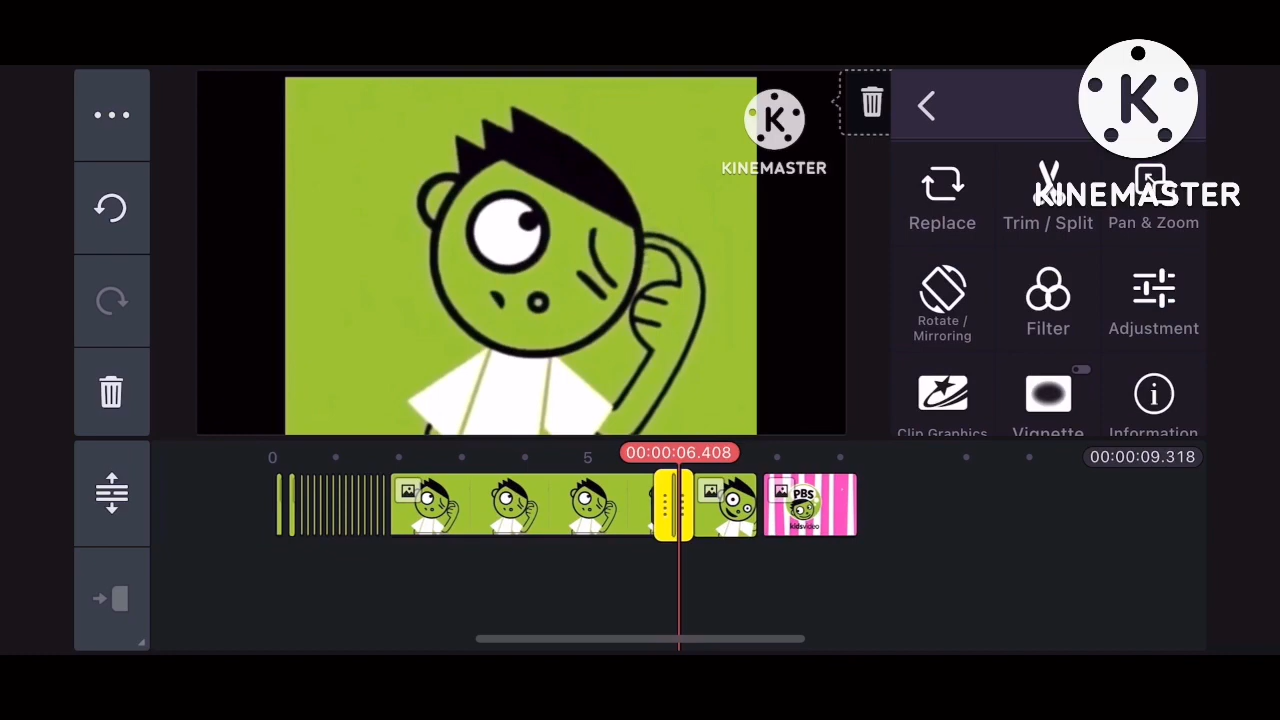 K
KINEMASTER
K
KINEMASTER
Replace
Trim / Split
Pan & Zoom
Rotate /
Mirroring
Filter
Adjustment
Clip Graphics
Vignette
Information
0
5
00:00:06.408
00:00:09.318
PBS
kidsvideo